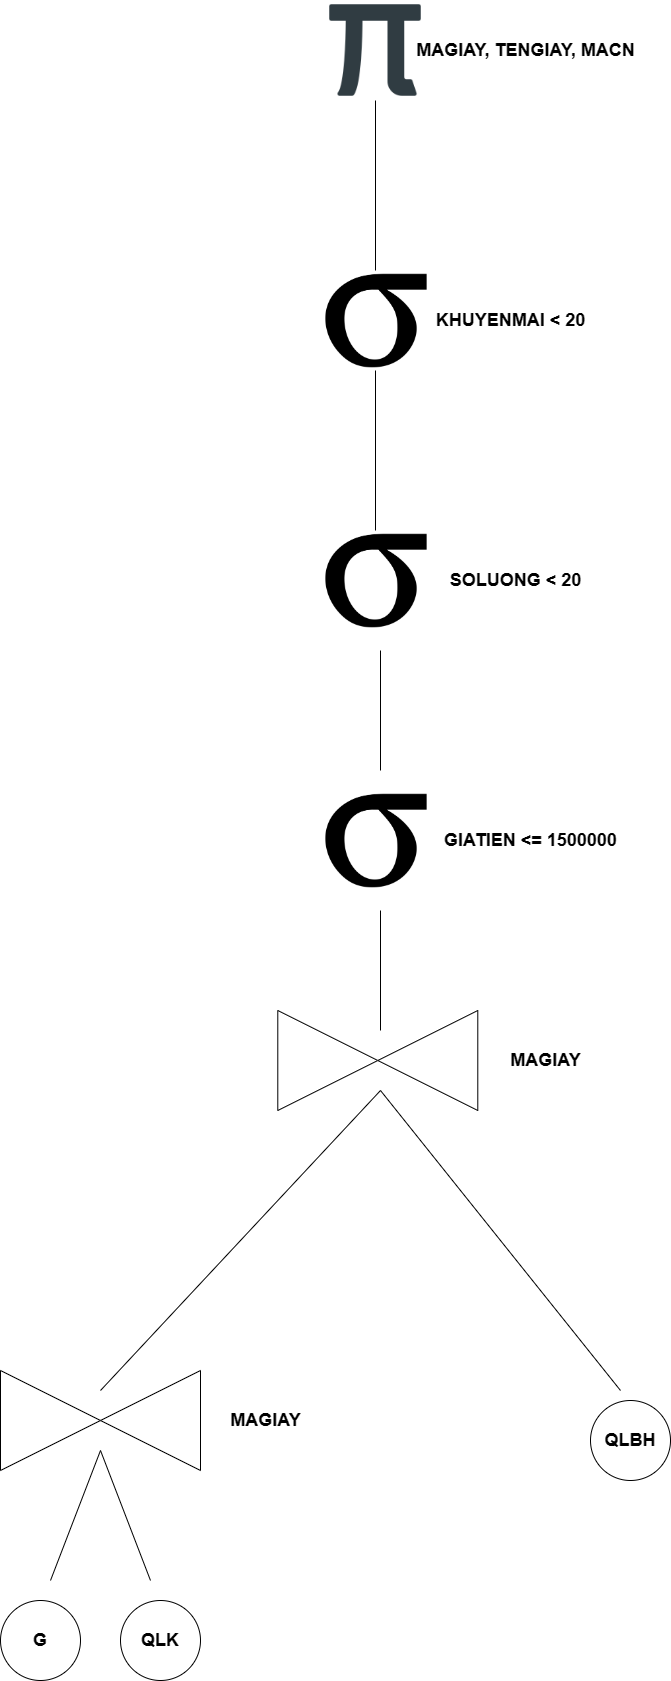 π MAGIAY, TENGIAY, MACN
σ KHUYENMAI < 20
σ SOLUONG < 20
σ GIATIEN <= 1500000
MAGIAY
MAGIAY
QLBH
G
QLK